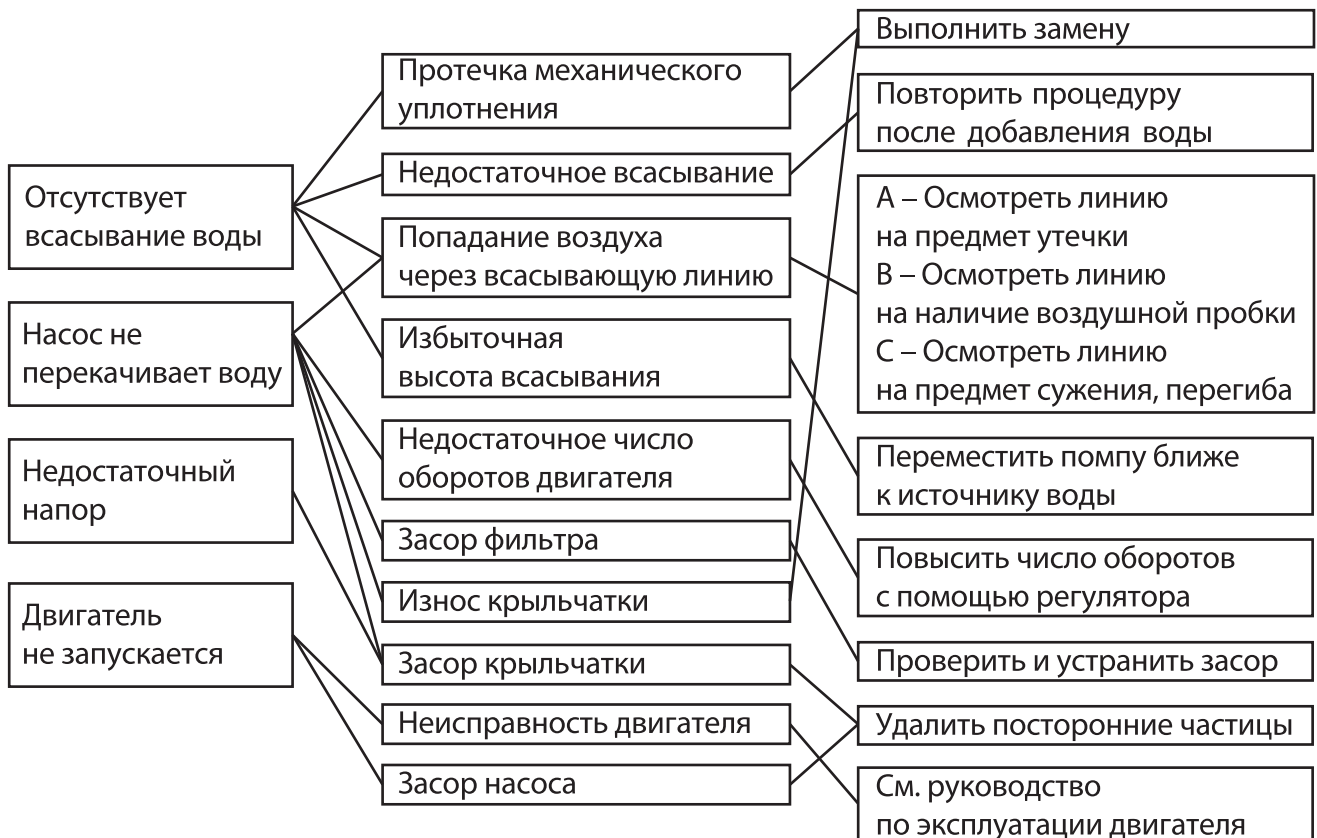 Отсутствует
всасывание воды
Насос не
перекачивает воду
Недостаточный
напор
Двигатель
не запускается
Протечка механического
уплотнения
Недостаточное всасывание
Попадание воздуха
через всасывающую линию
Избыточная
высота всасывания
Недостаточное число
оборотов двигателя
Засор фильтра
Износ крыльчатки
Засор крыльчатки
Неисправность двигателя
Засор насоса
Выполнить замену
Повторить процедуру
после добавления воды
A – Осмотреть линию
на предмет утечки
B – Осмотреть линию
на наличие воздушной пробки
C – Осмотреть линию
на предмет сужения, перегиба
Переместить помпу ближе
к источнику воды
Повысить число оборотов
с помощью регулятора
Проверить и устранить засор
Удалить посторонние частицы
См. руководство
по эксплуатации двигателя